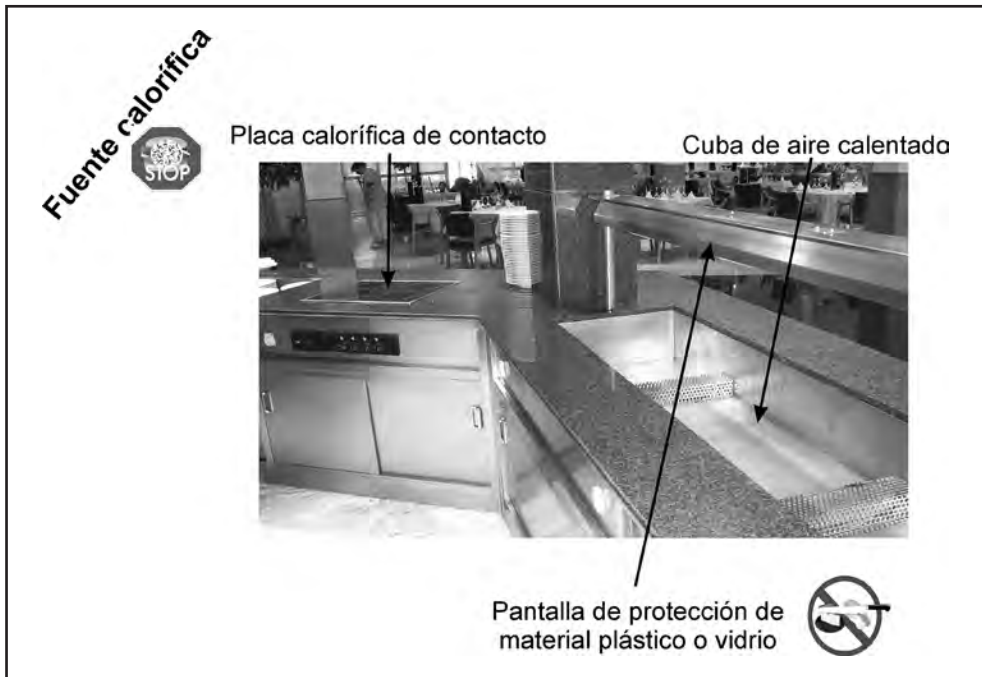 Fuente calorífica
STOP
Placa calorífica de contacto
Cuba de aire calentado
Pantalla de protección de
material plástico o vidrio